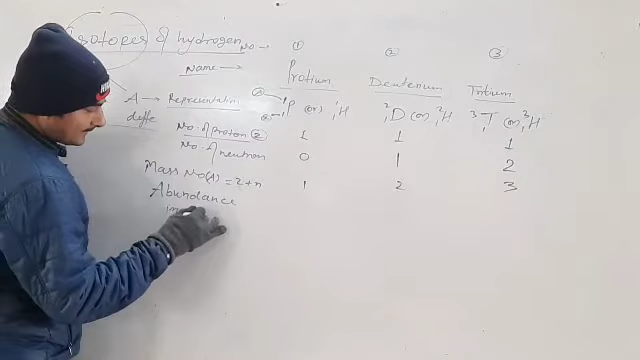 Isotopes of hydrogen
No → ① ② ③
Name → Protium Deuterium Tritium
A → Representation ¹₁P (or) ¹₁H ²₁D (or) ²₁H ³₁T (or) ³₁H
diffe
No. of proton (Z) 1 1 1
No. of neutron 0 1 2
Mass No(A) = Z+n 1 2 3
Abundance
in